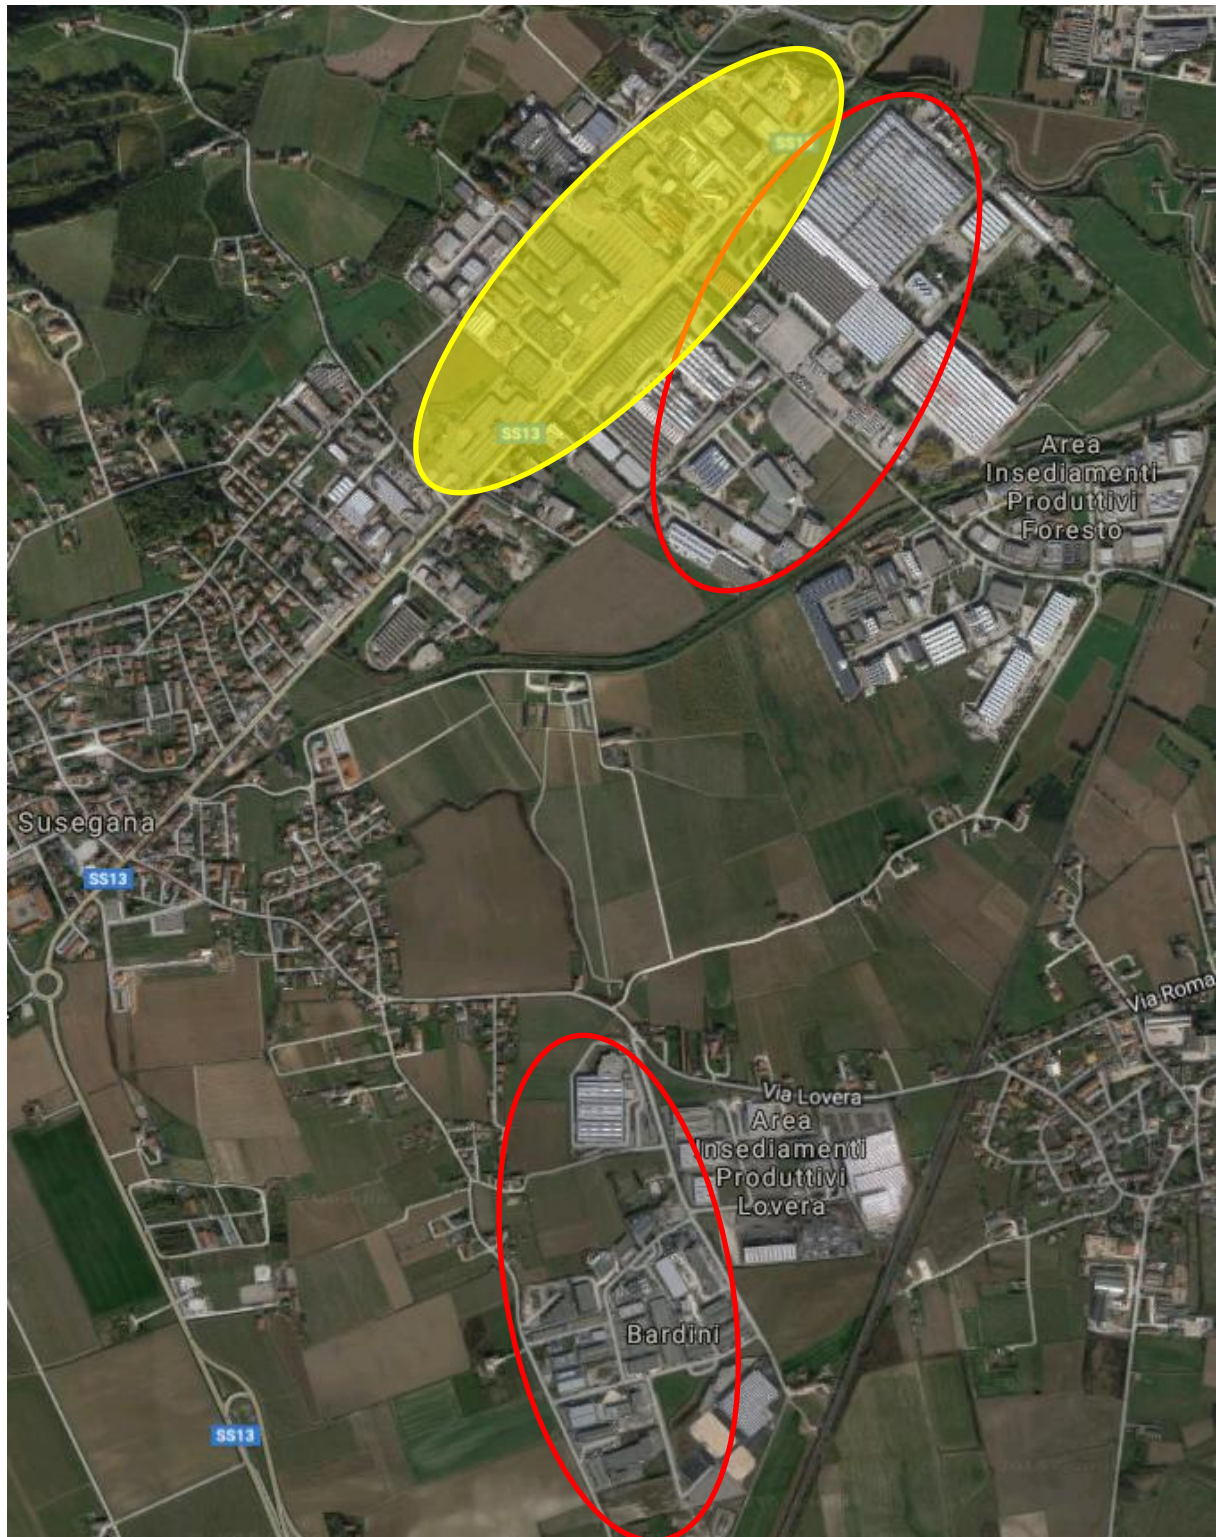 SS13
SS13
Area
Insediamenti
Produttivi
Foresto
Susegana
SS13
Via Roma
Via Lovera
Area
Insediamenti
Produttivi
Lovera
Bardini
SS13